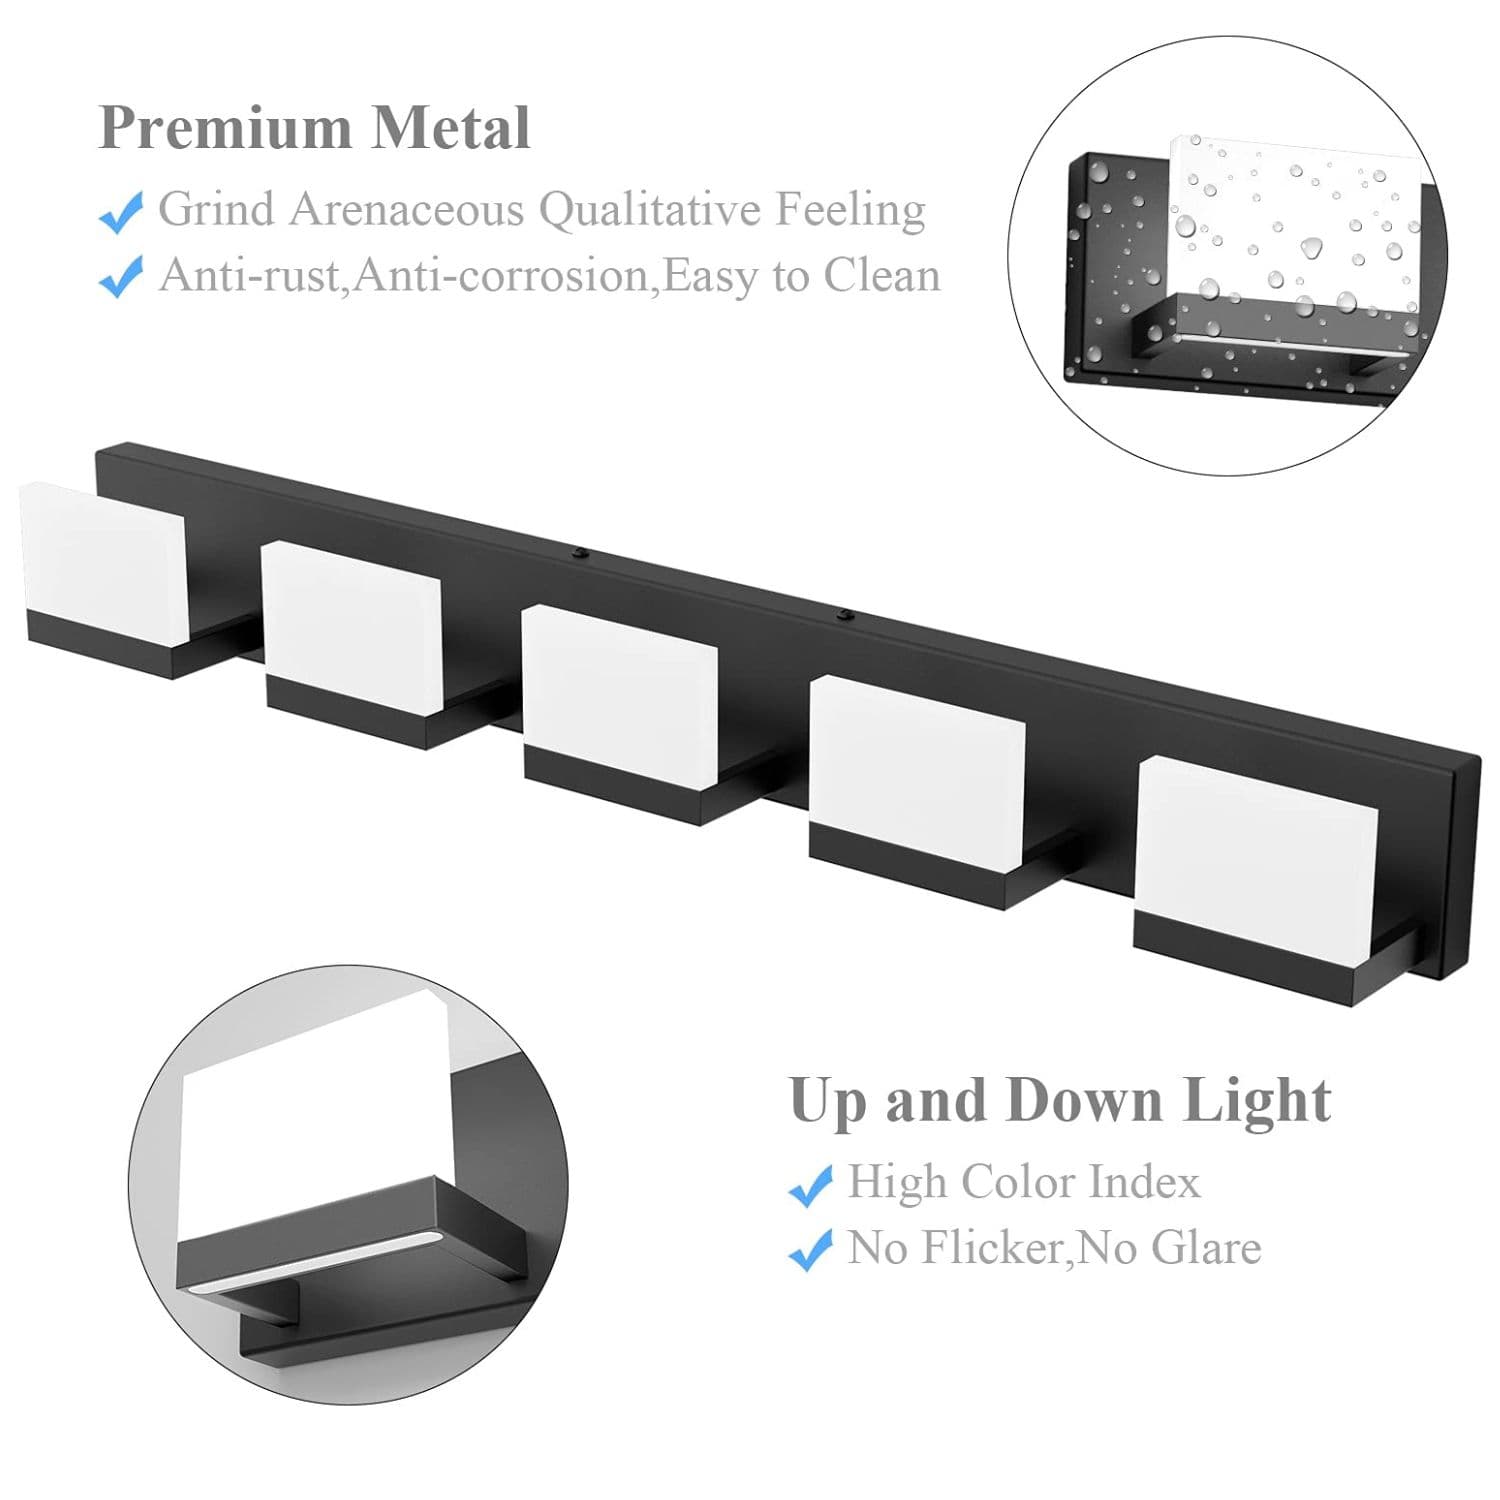 Premium Metal
Grind Arenaceous Qualitative Feeling
Anti-rust,Anti-corrosion,Easy to Clean
Up and Down Light
High Color Index
No Flicker,No Glare